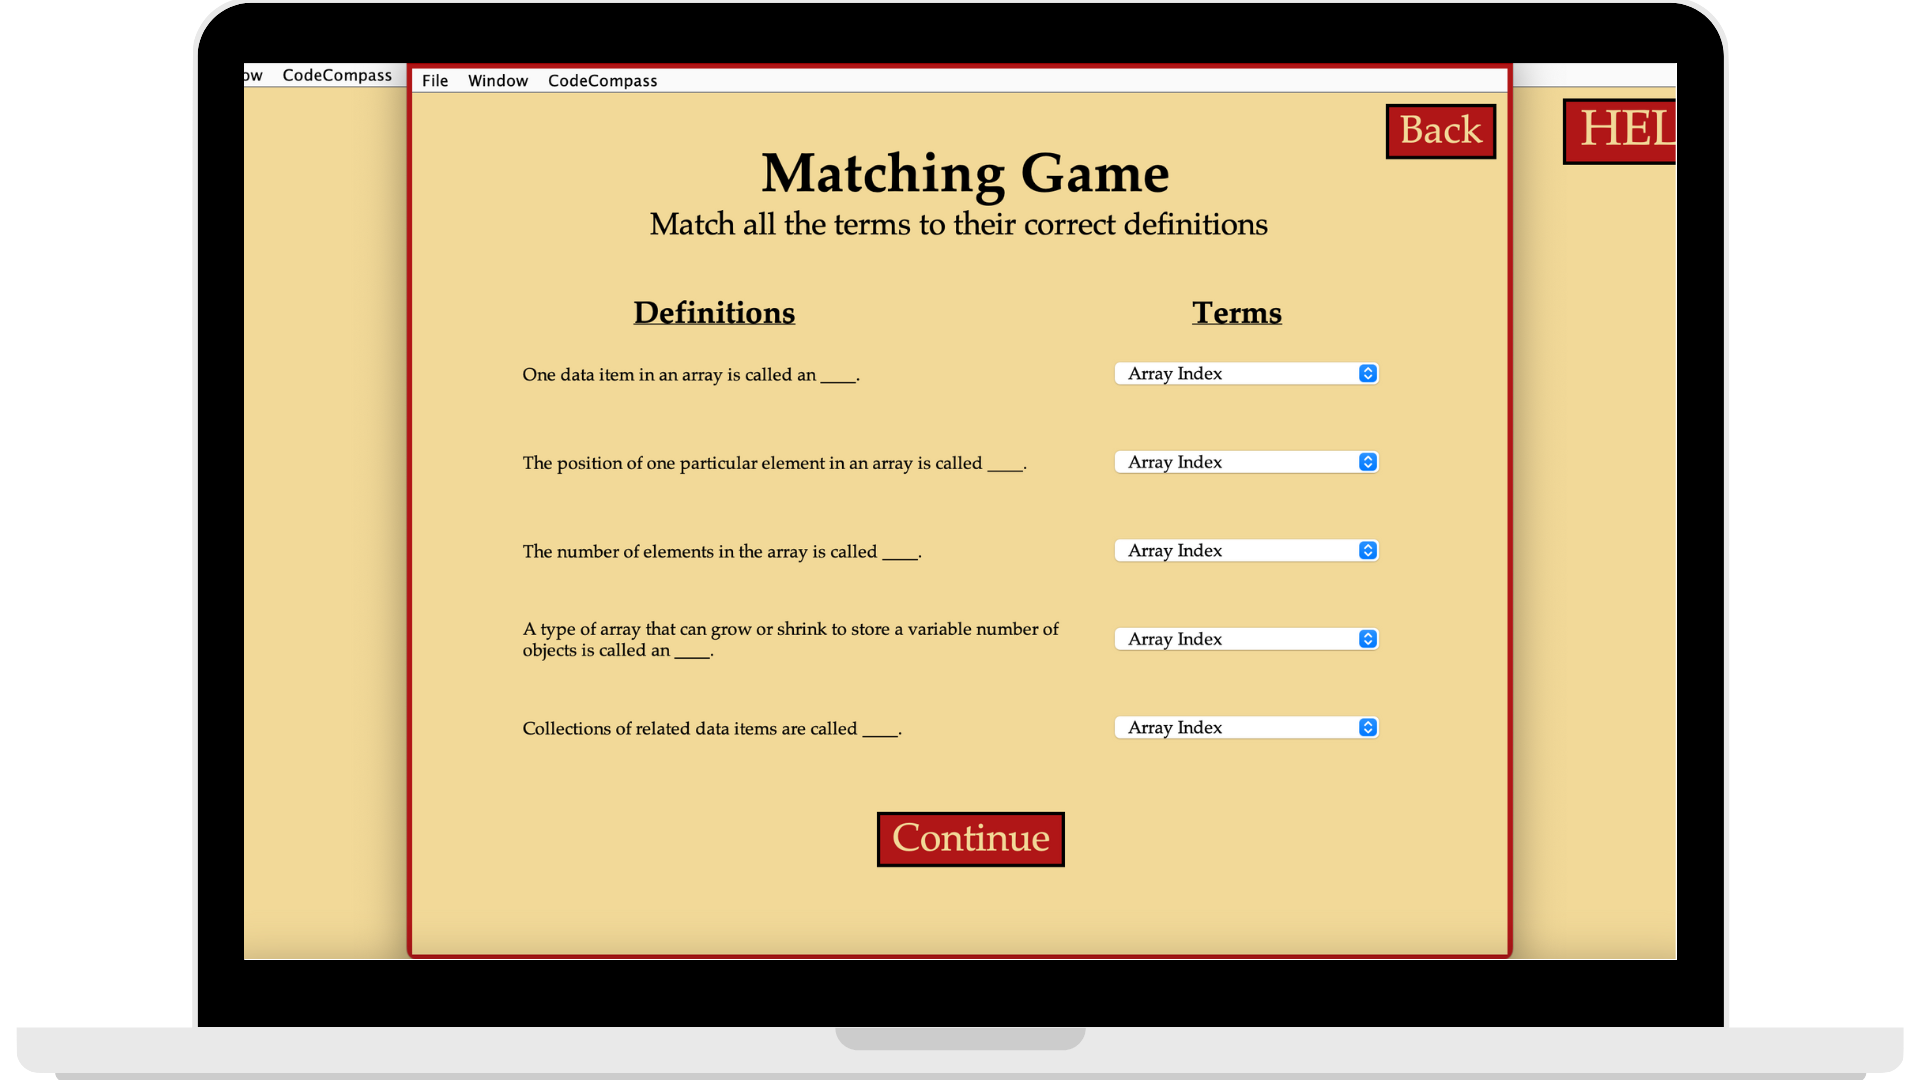 ow CodeCompass
File Window CodeCompass
Back
HEL
Matching Game
Match all the terms to their correct definitions
Definitions
Terms
One data item in an array is called an ____.
Array Index
The position of one particular element in an array is called ____.
Array Index
The number of elements in the array is called ____.
Array Index
A type of array that can grow or shrink to store a variable number of
objects is called an ____.
Array Index
Collections of related data items are called ____.
Array Index
Continue